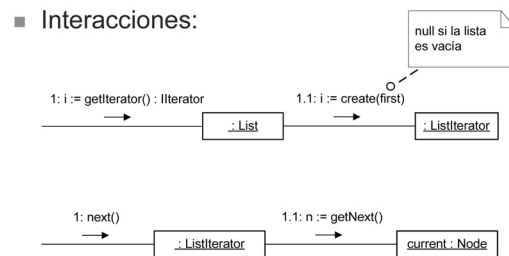 Interacciones:
null si la lista
es vacía
1: i := getIterator() : IIterator
1.1: i := create(first)
: List
: ListIterator
1: next()
1.1: n := getNext()
: ListIterator
current : Node